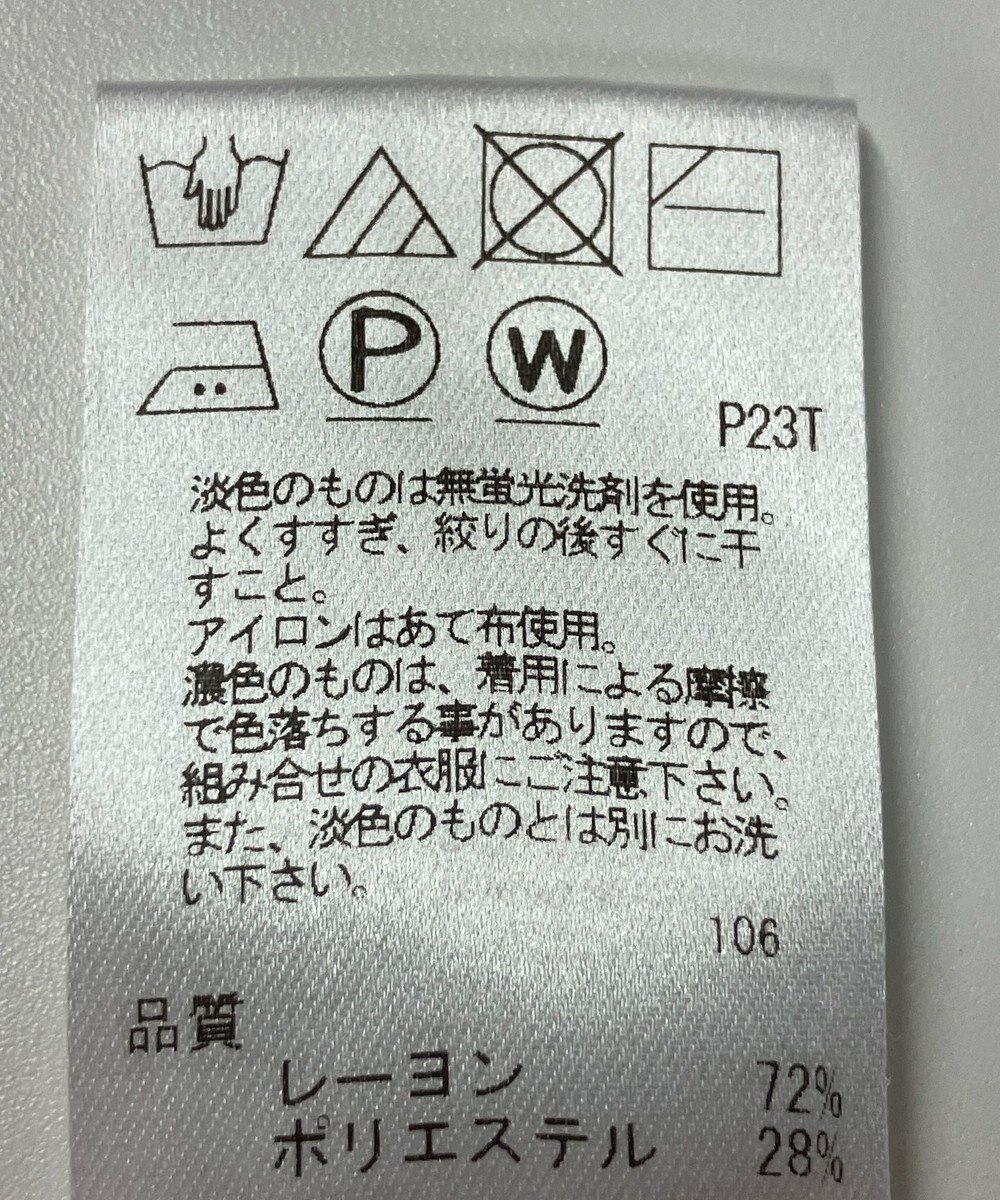 P W
P23T
淡色のものは無蛍光洗剤を使用。
よくすすぎ、絞りの後すぐに干
すこと。
アイロンはあて布使用。
濃色のものは、着用による摩擦
で色落ちする事がありますので、
組み合せの衣服にご注意下さい。
また、淡色のものとは別にお洗
い下さい。
106
品質
レーヨン 72%
ポリエステル 28%